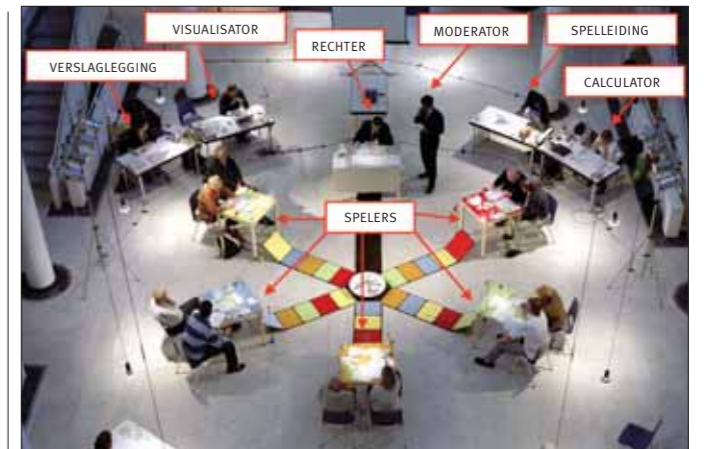 VISUALISATOR
MODERATOR
SPELLEIDING
RECHTER
VERSLAGLEGGING
CALCULATOR
SPELERS